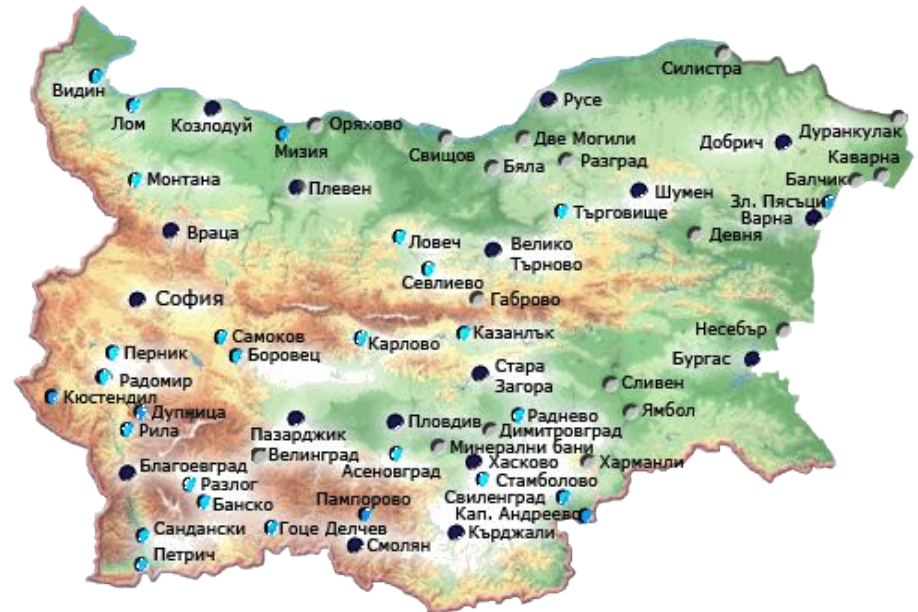 Силистра
Видин
Русе
Лом
Козлодуй
Оряхово
Мизия
Свищов
Две Могили
Добрич
Дуранкулак
Бяла
Разград
Каварна
Балчик
Монтана
Плевен
Шумен
Зл. Пясъци
Търговище
Варна
Враца
Ловеч
Девня
Велико
Търново
Севлиево
София
Габрово
Самоков
Карлово
Казанлък
Несебър
Перник
Боровец
Бургас
Радомир
Стара
Загора
Сливен
Кюстендил
Дупница
Рила
Пазарджик
Пловдив
Раднево
Ямбол
Димитровград
Минерални бани
Велинград
Асеновград
Хасково
Харманли
Благоевград
Разлог
Стамболово
Банско
Пампорово
Свиленград
Кап. Андреево
Сандански
Гоце Делчев
Кърджали
Смолян
Петрич